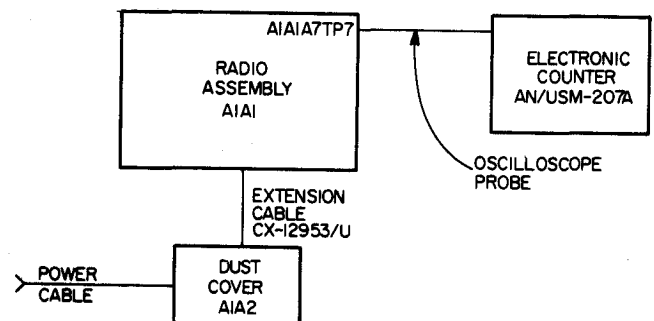 A1A1A7TP7
RADIO
ASSEMBLY
A1A1
ELECTRONIC
COUNTER
AN/USM-207A
OSCILLOSCOPE
PROBE
EXTENSION
CABLE
CX-12953/U
POWER
CABLE
DUST
COVER
A1A2